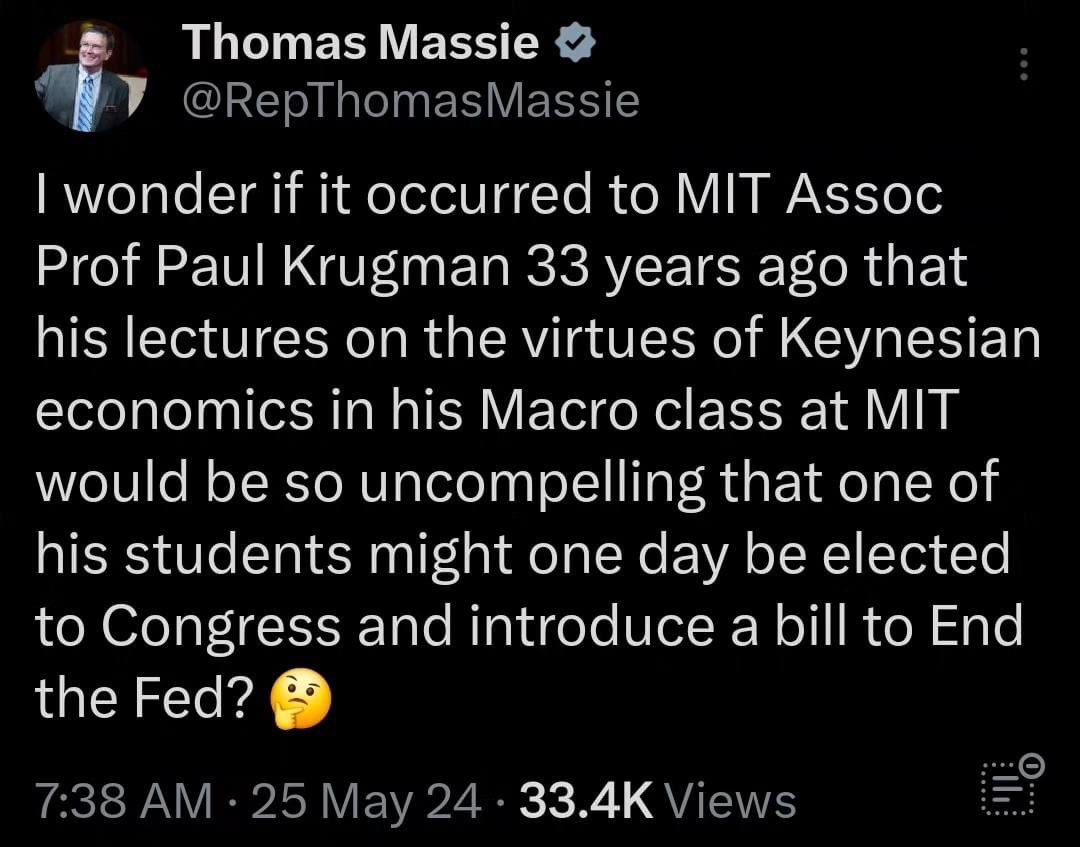 Thomas Massie
@RepThomasMassie
I wonder if it occurred to MIT Assoc
Prof Paul Krugman 33 years ago that
his lectures on the virtues of Keynesian
economics in his Macro class at MIT
would be so uncompelling that one of
his students might one day be elected
to Congress and introduce a bill to End
the Fed? 🤔
7:38 AM · 25 May 24 · 33.4K Views